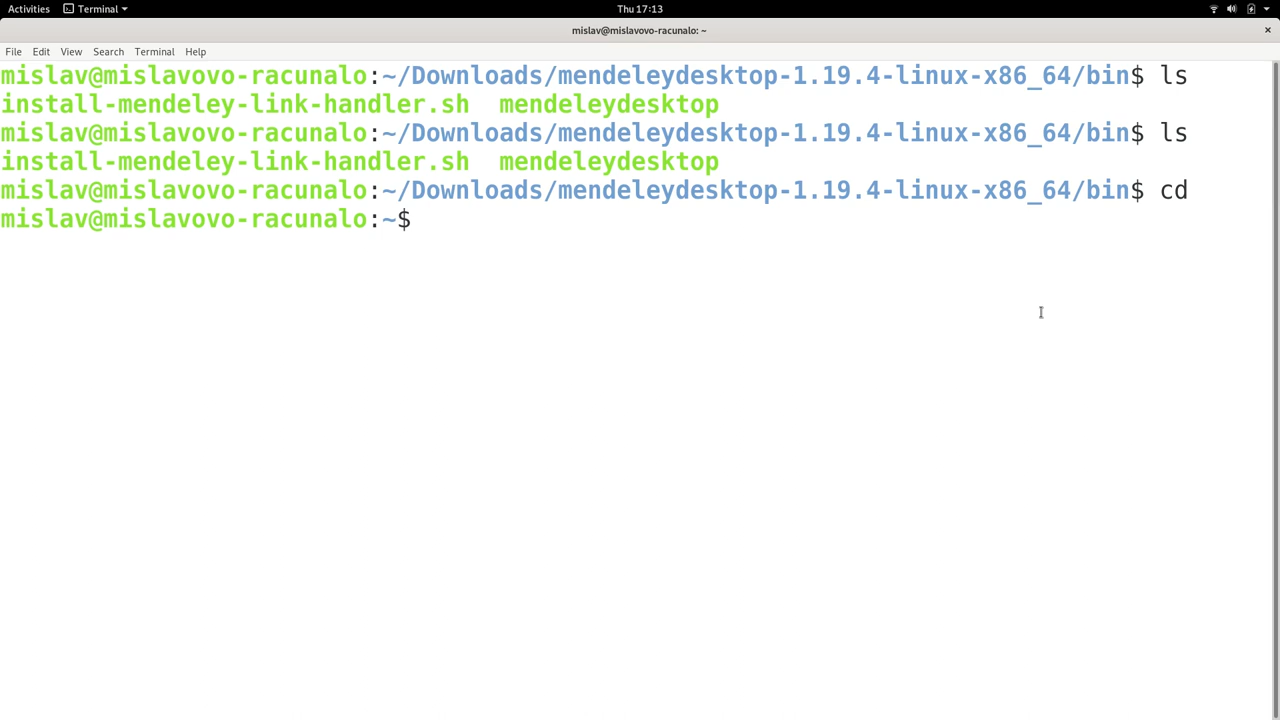 Activities Terminal Thu 17:13
mislav@mislavovo-racunalo: ~
File Edit View Search Terminal Help
mislav@mislavovo-racunalo:~/Downloads/mendeleydesktop-1.19.4-linux-x86_64/bin$ ls
install-mendeley-link-handler.sh mendeleydesktop
mislav@mislavovo-racunalo:~/Downloads/mendeleydesktop-1.19.4-linux-x86_64/bin$ ls
install-mendeley-link-handler.sh mendeleydesktop
mislav@mislavovo-racunalo:~/Downloads/mendeleydesktop-1.19.4-linux-x86_64/bin$ cd
mislav@mislavovo-racunalo:~$